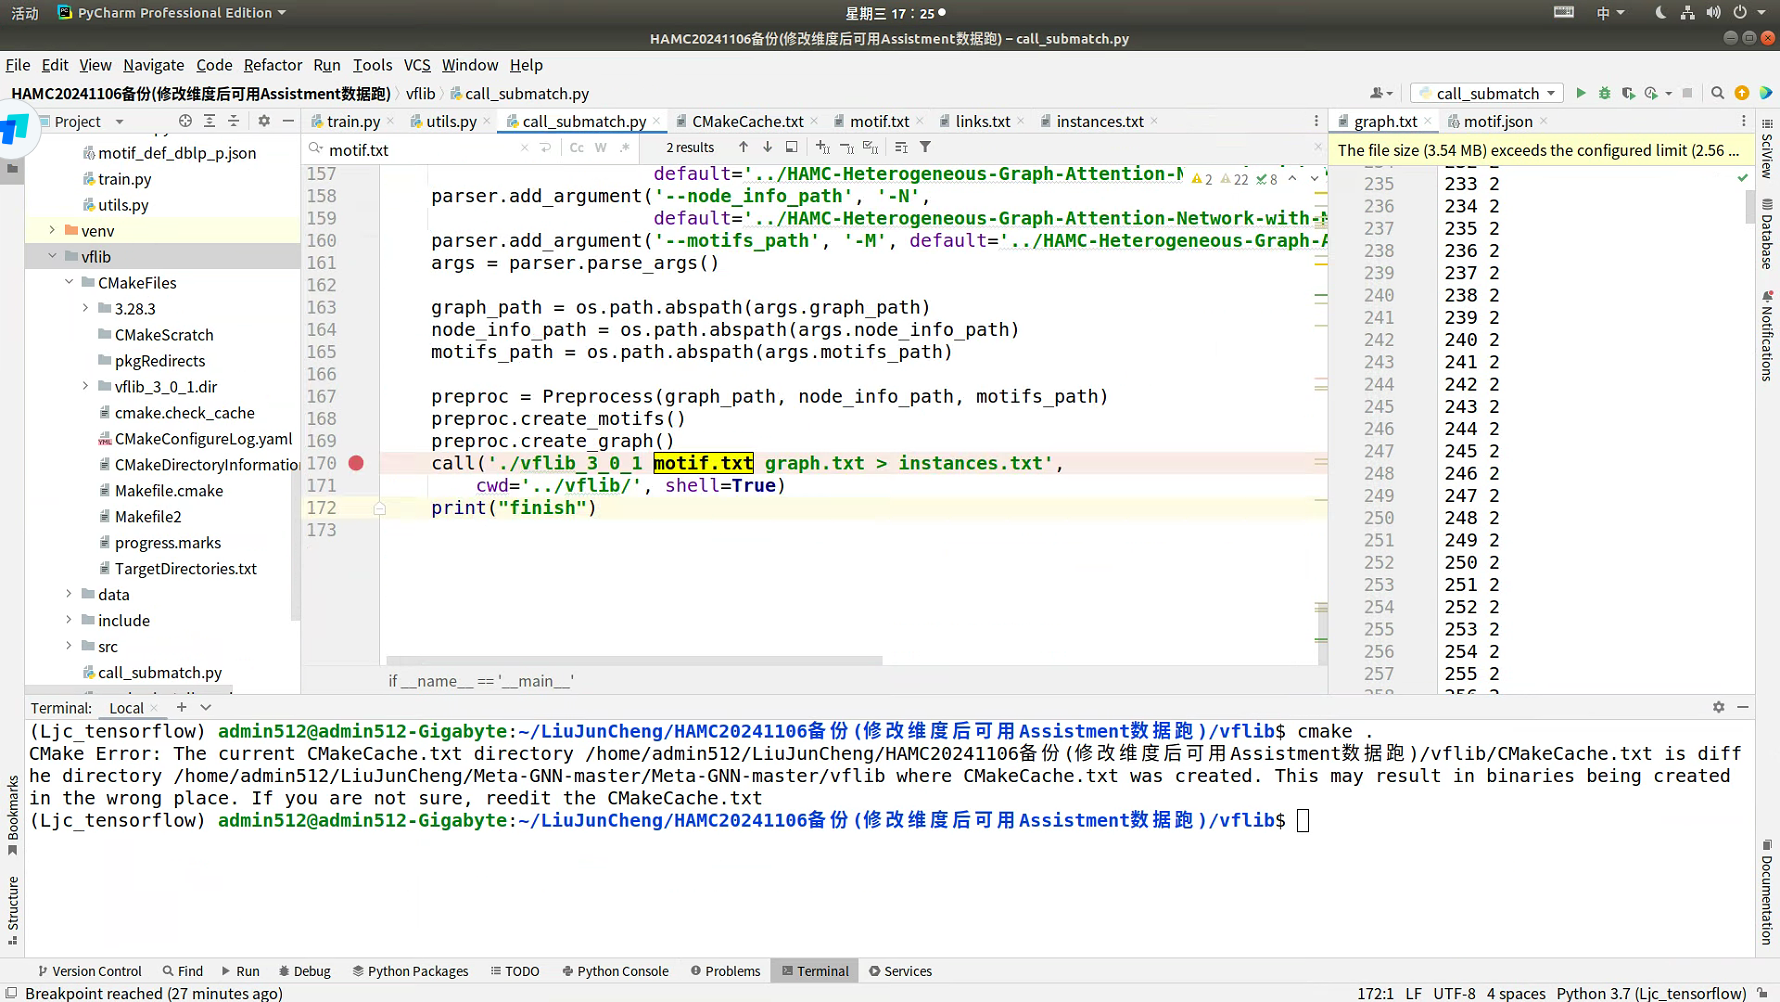 活动 PyCharm Professional Edition 星期三 17：25 中
HAMC20241106备份(修改维度后可用Assistment数据跑) – call_submatch.py
File Edit View Navigate Code Refactor Run Tools VCS Window Help
HAMC20241106备份(修改维度后可用Assistment数据跑) vflib call_submatch.py call_submatch
Project train.py utils.py call_submatch.py CMakeCache.txt motif.txt links.txt instances.txt graph.txt motif.json
motif.txt Cc W .* 2 results
The file size (3.54 MB) exceeds the configured limit (2.56 ...
2 22 8
motif_def_dblp_p.json
train.py
utils.py
venv
vflib
CMakeFiles
3.28.3
CMakeScratch
pkgRedirects
vflib_3_0_1.dir
cmake.check_cache
CMakeConfigureLog.yaml
CMakeDirectoryInformatio
Makefile.cmake
Makefile2
progress.marks
TargetDirectories.txt
data
include
src
call_submatch.py
157 default='../HAMC-Heterogeneous-Graph-Attention-N
158 parser.add_argument('--node_info_path', '-N',
159 default='../HAMC-Heterogeneous-Graph-Attention-Network-with-M
160 parser.add_argument('--motifs_path', '-M', default='../HAMC-Heterogeneous-Graph-A
161 args = parser.parse_args()
162
163 graph_path = os.path.abspath(args.graph_path)
164 node_info_path = os.path.abspath(args.node_info_path)
165 motifs_path = os.path.abspath(args.motifs_path)
166
167 preproc = Preprocess(graph_path, node_info_path, motifs_path)
168 preproc.create_motifs()
169 preproc.create_graph()
170 call('./vflib_3_0_1 motif.txt graph.txt > instances.txt',
171 cwd='../vflib/', shell=True)
172 print("finish")
173
if __name__ == '__main__'
235 233 2
236 234 2
237 235 2
238 236 2
239 237 2
240 238 2
241 239 2
242 240 2
243 241 2
244 242 2
245 243 2
246 244 2
247 245 2
248 246 2
249 247 2
250 248 2
251 249 2
252 250 2
253 251 2
254 252 2
255 253 2
256 254 2
257 255 2
SciView
Database
Notifications
Documentation
Bookmarks
Structure
Terminal: Local
(Ljc_tensorflow) admin512@admin512-Gigabyte:~/LiuJunCheng/HAMC20241106备份(修改维度后可用Assistment数据跑)/vflib$ cmake .
CMake Error: The current CMakeCache.txt directory /home/admin512/LiuJunCheng/HAMC20241106备份(修改维度后可用Assistment数据跑)/vflib/CMakeCache.txt is diff
he directory /home/admin512/LiuJunCheng/Meta-GNN-master/Meta-GNN-master/vflib where CMakeCache.txt was created. This may result in binaries being created
in the wrong place. If you are not sure, reedit the CMakeCache.txt
(Ljc_tensorflow) admin512@admin512-Gigabyte:~/LiuJunCheng/HAMC20241106备份(修改维度后可用Assistment数据跑)/vflib$
Version Control Find Run Debug Python Packages TODO Python Console Problems Terminal Services
Breakpoint reached (27 minutes ago) 172:1 LF UTF-8 4 spaces Python 3.7 (Ljc_tensorflow)